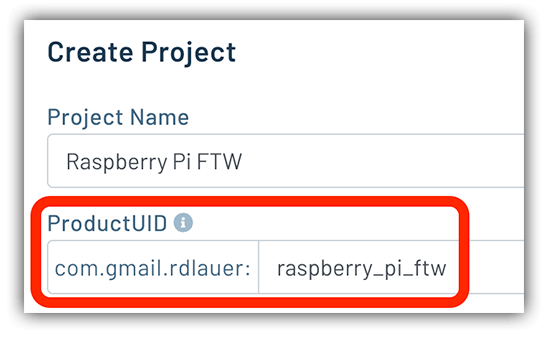 Create Project
Project Name
Raspberry Pi FTW
ProductUID
com.gmail.rdlauer: raspberry_pi_ftw